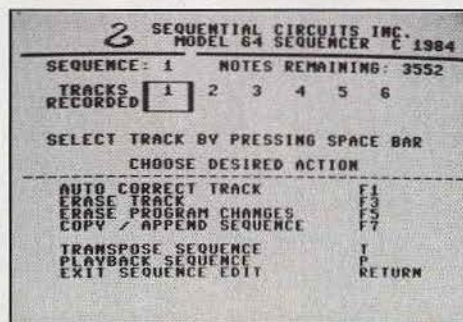 SEQUENTIAL CIRCUITS INC.
MODEL 64 SEQUENCER C 1984
SEQUENCE: 1 NOTES REMAINING: 3552
TRACKS 1 2 3 4 5 6
RECORDED
SELECT TRACK BY PRESSING SPACE BAR
CHOOSE DESIRED ACTION
AUTO CORRECT TRACK F1
ERASE TRACK F3
ERASE PROGRAM CHANGES F5
COPY / APPEND SEQUENCE F7
TRANSPOSE SEQUENCE T
PLAYBACK SEQUENCE P
EXIT SEQUENCE EDIT RETURN